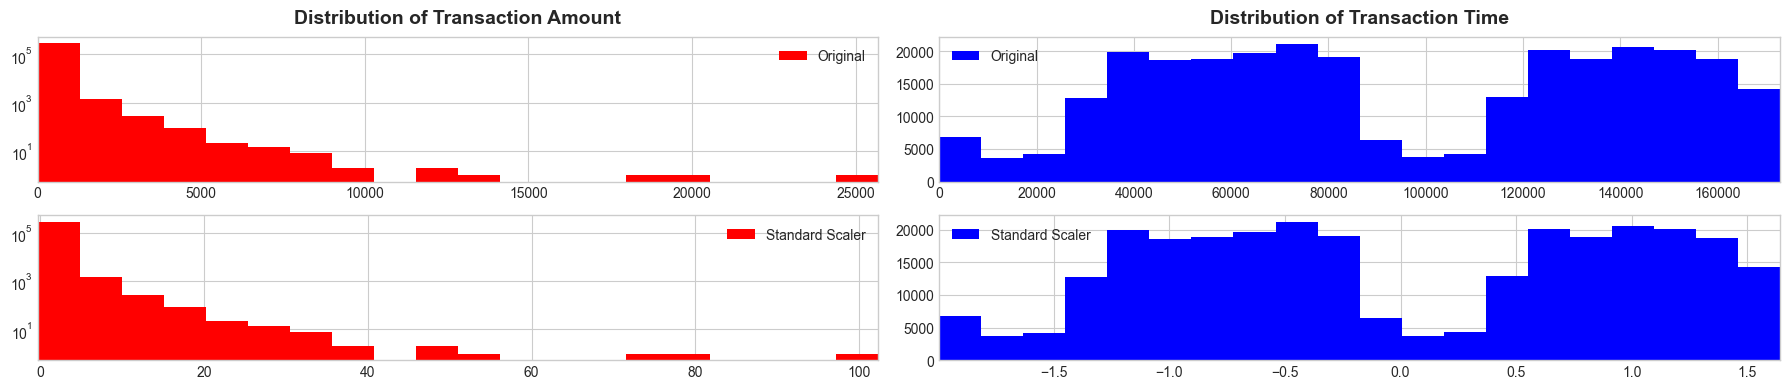 Distribution of Transaction Amount
10^5
10^3
10^1
Original
0 5000 10000 15000 20000 25000
10^5
10^3
10^1
Standard Scaler
0 20 40 60 80 100
Distribution of Transaction Time
20000
15000
10000
5000
0
Original
0 20000 40000 60000 80000 100000 120000 140000 160000
20000
15000
10000
5000
0
Standard Scaler
−1.5 −1.0 −0.5 0.0 0.5 1.0 1.5